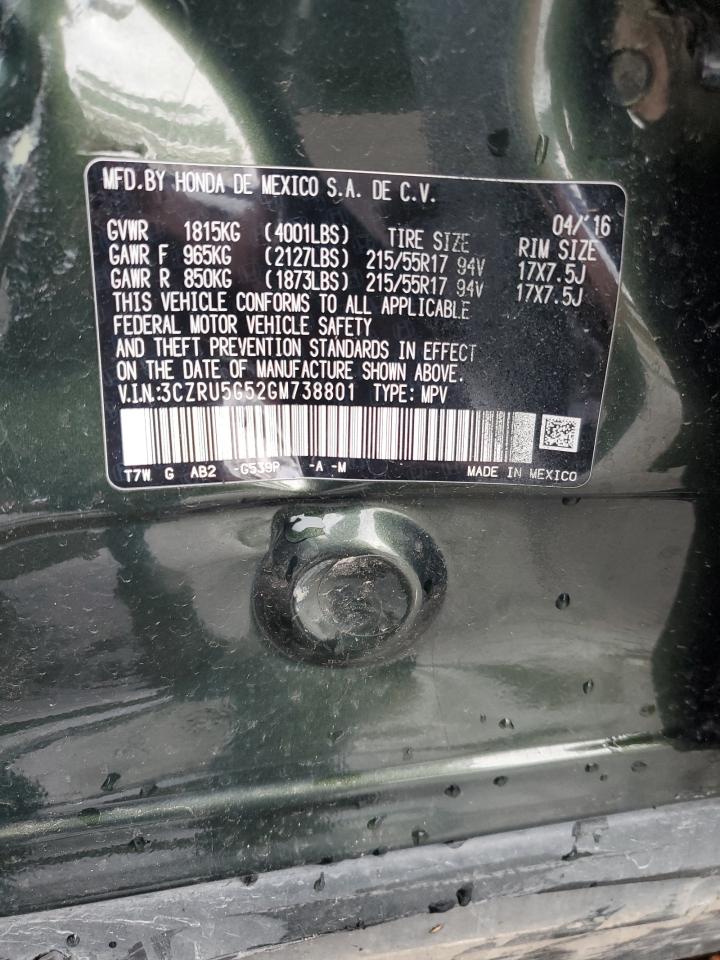 MFD.BY HONDA DE MEXICO S.A. DE C.V.
04/'16
GVWR 1815KG (4001LBS) TIRE SIZE RIM SIZE
GAWR F 965KG (2127LBS) 215/55R17 94V 17X7.5J
GAWR R 850KG (1873LBS) 215/55R17 94V 17X7.5J
THIS VEHICLE CONFORMS TO ALL APPLICABLE
FEDERAL MOTOR VEHICLE SAFETY
AND THEFT PREVENTION STANDARDS IN EFFECT
ON THE DATE OF MANUFACTURE SHOWN ABOVE.
V.I.N:3CZRU5G52GM738801 TYPE: MPV
T7W G AB2 -G539P -A -M MADE IN MEXICO